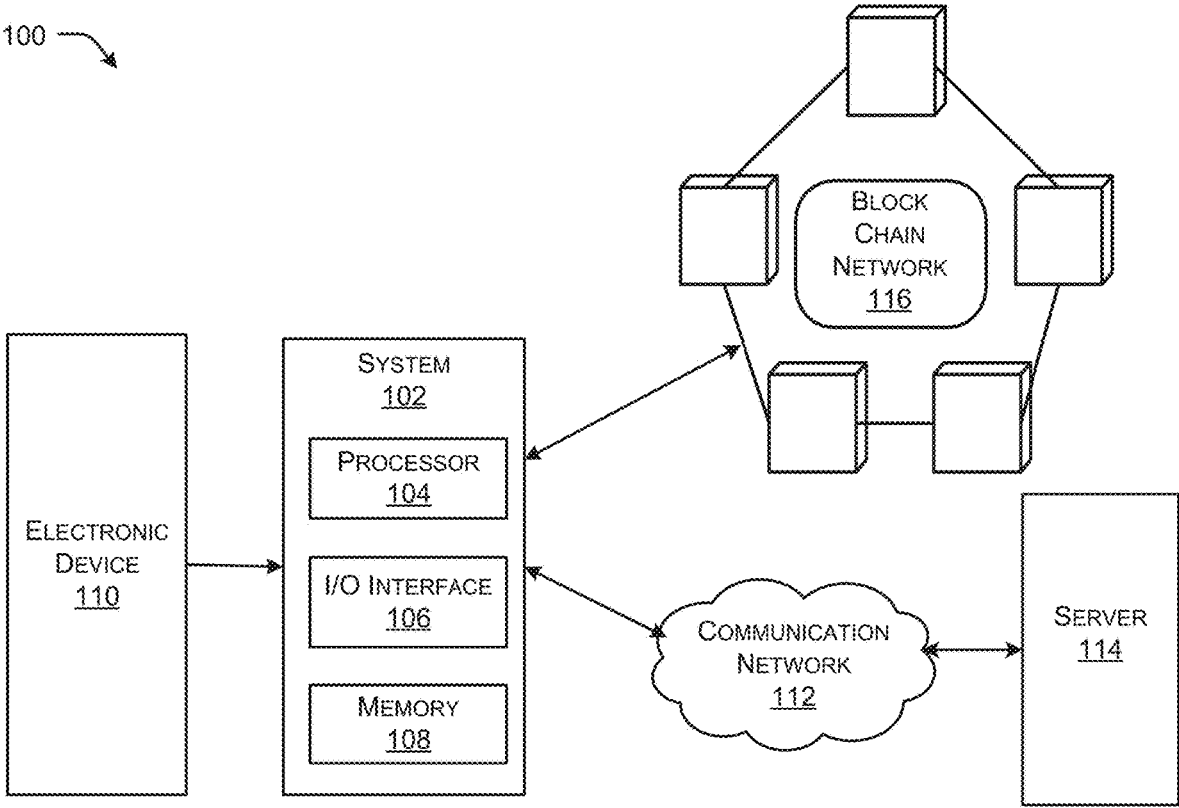 100
BLOCK
CHAIN
NETWORK
116
SYSTEM
102
PROCESSOR
104
ELECTRONIC
DEVICE
110
I/O INTERFACE
106
MEMORY
108
COMMUNICATION
NETWORK
112
SERVER
114